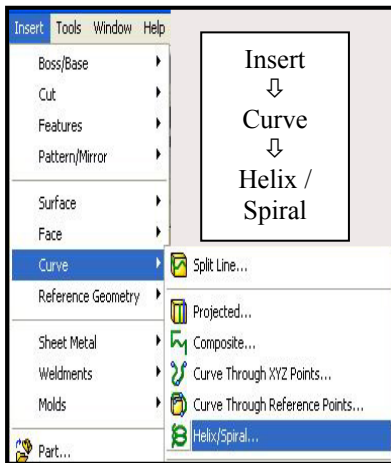 Insert Tools Window Help
Boss/Base
Cut
Features
Pattern/Mirror
Surface
Face
Curve
Reference Geometry
Sheet Metal
Weldments
Molds
Part...
Split Line...
Projected...
Composite...
Curve Through XYZ Points...
Curve Through Reference Points...
Helix/Spiral...
Insert
⇩
Curve
⇩
Helix /
Spiral